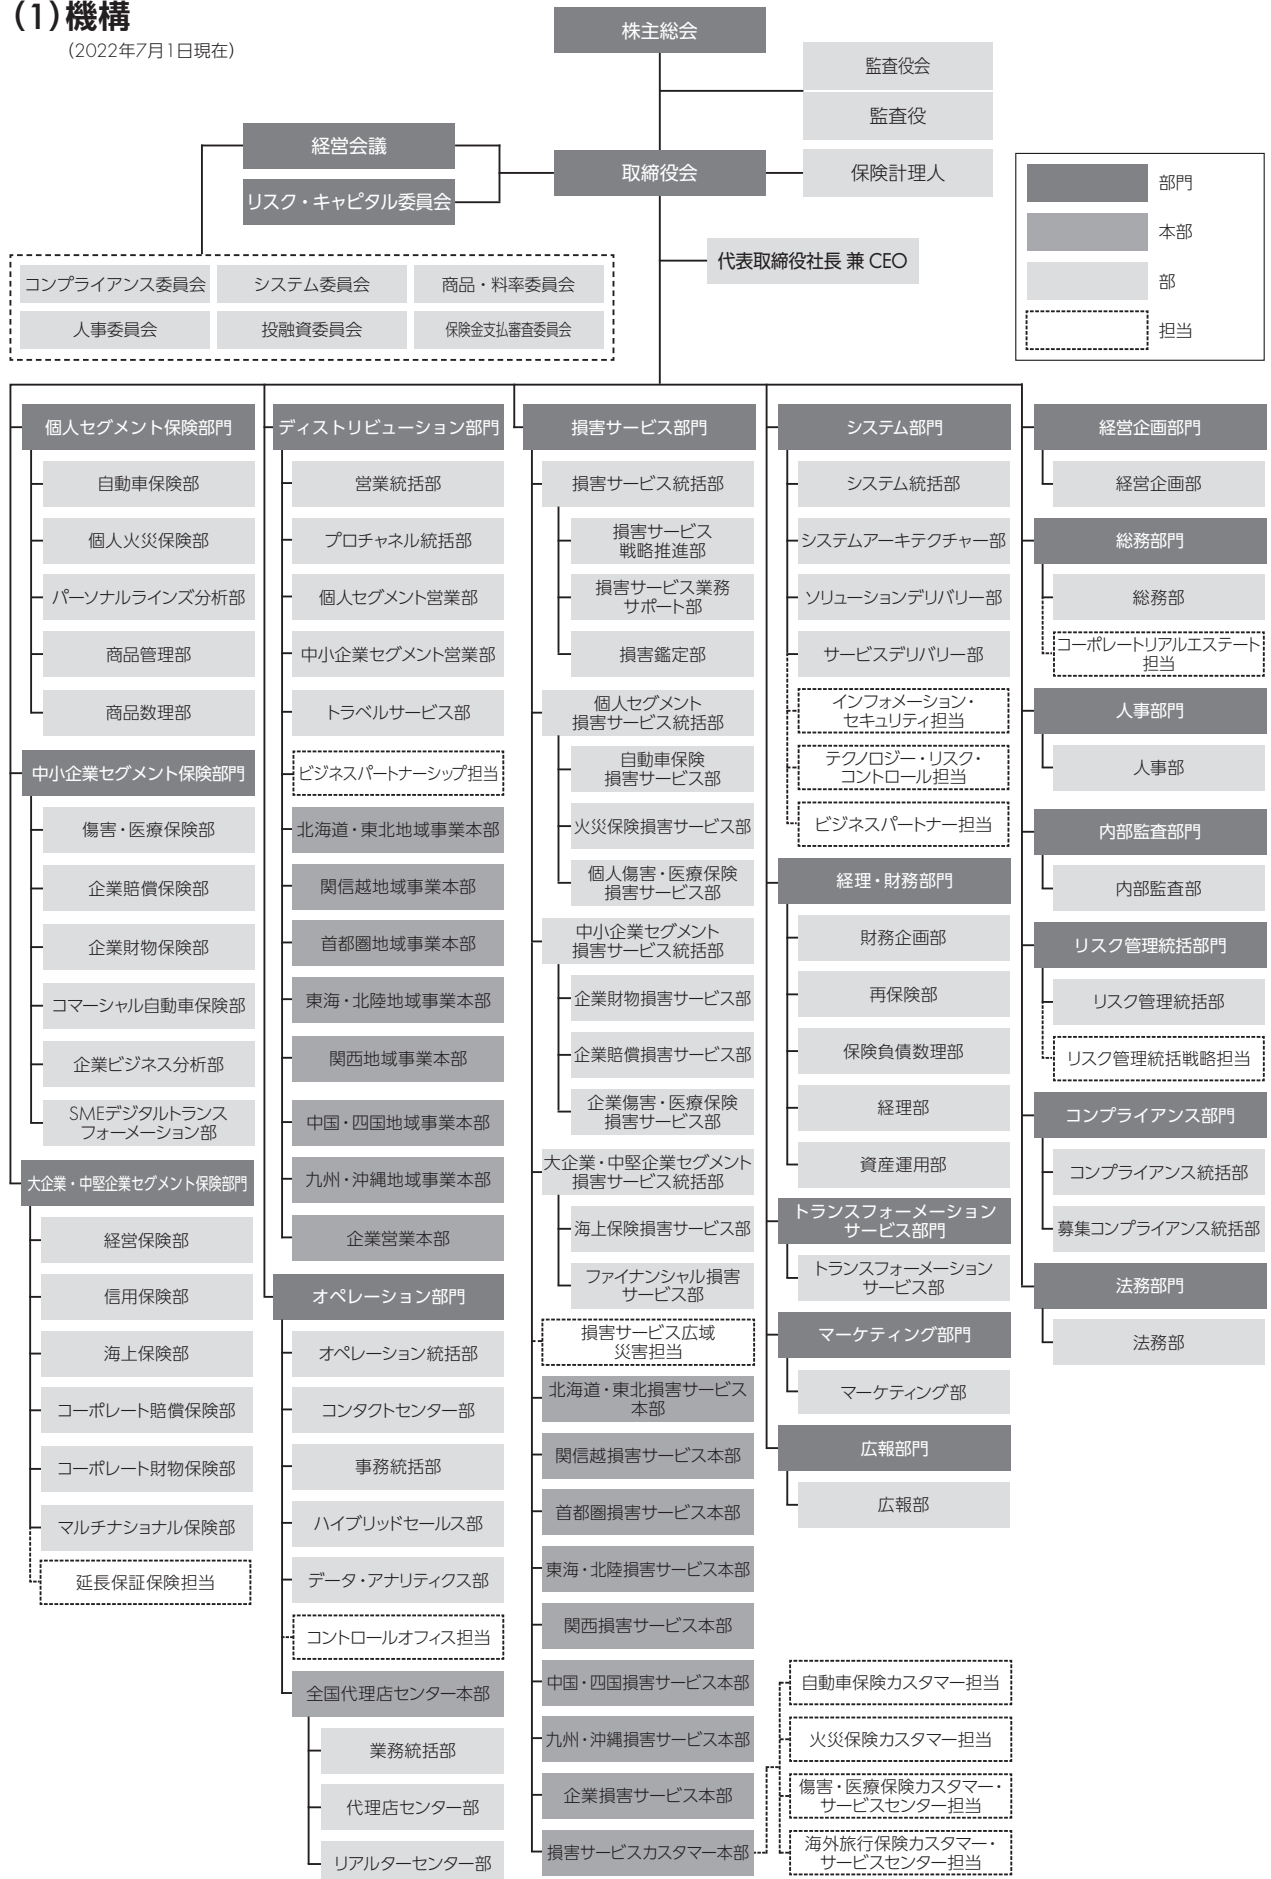 (1)機構
(2022年7月1日現在)
株主総会
監査役会
監査役
経営会議
取締役会
保険計理人
リスク・キャピタル委員会
部門
本部
部
担当
代表取締役社長 兼 CEO
コンプライアンス委員会
システム委員会
商品・料率委員会
人事委員会
投融資委員会
保険金支払審査委員会
個人セグメント保険部門
自動車保険部
個人火災保険部
パーソナルラインズ分析部
商品管理部
商品数理部
中小企業セグメント保険部門
傷害・医療保険部
企業賠償保険部
企業財物保険部
コマーシャル自動車保険部
企業ビジネス分析部
SMEデジタルトランス
フォーメーション部
大企業・中堅企業セグメント保険部門
経営保険部
信用保険部
海上保険部
コーポレート賠償保険部
コーポレート財物保険部
マルチナショナル保険部
延長保証保険担当
ディストリビューション部門
営業統括部
プロチャネル統括部
個人セグメント営業部
中小企業セグメント営業部
トラベルサービス部
ビジネスパートナーシップ担当
北海道・東北地域事業本部
関信越地域事業本部
首都圏地域事業本部
東海・北陸地域事業本部
関西地域事業本部
中国・四国地域事業本部
九州・沖縄地域事業本部
企業営業本部
オペレーション部門
オペレーション統括部
コンタクトセンター部
事務統括部
ハイブリッドセールス部
データ・アナリティクス部
コントロールオフィス担当
全国代理店センター本部
業務統括部
代理店センター部
リアルターセンター部
損害サービス部門
損害サービス統括部
損害サービス
戦略推進部
損害サービス業務
サポート部
損害鑑定部
個人セグメント
損害サービス統括部
自動車保険
損害サービス部
火災保険損害サービス部
個人傷害・医療保険
損害サービス部
中小企業セグメント
損害サービス統括部
企業財物損害サービス部
企業賠償損害サービス部
企業傷害・医療保険
損害サービス部
大企業・中堅企業セグメント
損害サービス統括部
海上保険損害サービス部
ファイナンシャル損害
サービス部
損害サービス広域
災害担当
北海道・東北損害サービス
本部
関信越損害サービス本部
首都圏損害サービス本部
東海・北陸損害サービス本部
関西損害サービス本部
中国・四国損害サービス本部
九州・沖縄損害サービス本部
企業損害サービス本部
損害サービスカスタマー本部
自動車保険カスタマー担当
火災保険カスタマー担当
傷害・医療保険カスタマー・
サービスセンター担当
海外旅行保険カスタマー・
サービスセンター担当
システム部門
システム統括部
システムアーキテクチャー部
ソリューションデリバリー部
サービスデリバリー部
インフォメーション・
セキュリティ担当
テクノロジー・リスク・
コントロール担当
ビジネスパートナー担当
経理・財務部門
財務企画部
再保険部
保険負債数理部
経理部
資産運用部
トランスフォーメーション
サービス部門
トランスフォーメーション
サービス部
マーケティング部門
マーケティング部
広報部門
広報部
経営企画部門
経営企画部
総務部門
総務部
コーポレートリアルエステート
担当
人事部門
人事部
内部監査部門
内部監査部
リスク管理統括部門
リスク管理統括部
リスク管理統括戦略担当
コンプライアンス部門
コンプライアンス統括部
募集コンプライアンス統括部
法務部門
法務部